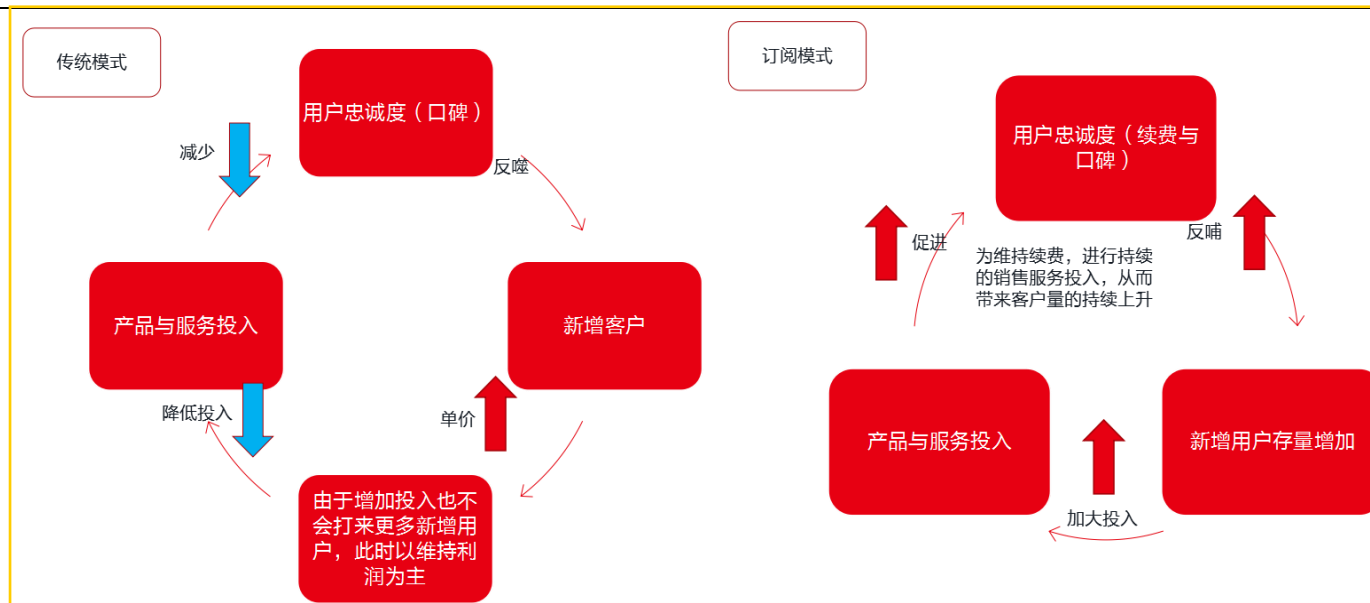 传统模式
用户忠诚度（口碑）
减少
反噬
产品与服务投入
新增客户
降低投入
单价
由于增加投入也不
会打来更多新增用
户，此时以维持利
润为主
订阅模式
用户忠诚度（续费与
口碑）
促进
反哺
为维持续费，进行持续
的销售服务投入，从而
带来客户量的持续上升
产品与服务投入
新增用户存量增加
加大投入